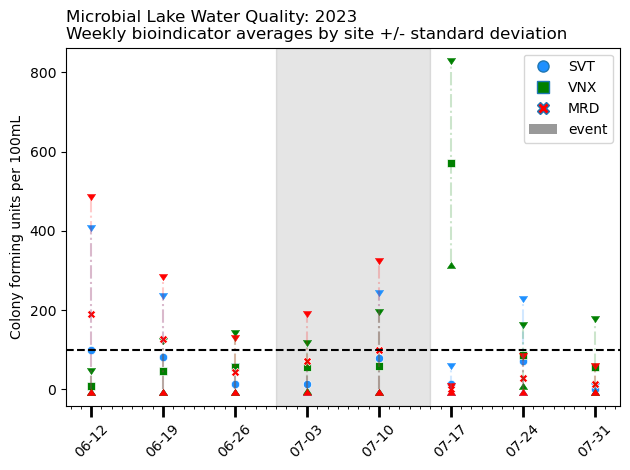 Microbial Lake Water Quality: 2023
Weekly bioindicator averages by site +/- standard deviation
Colony forming units per 100mL
800
600
400
200
0
SVT
VNX
MRD
event
06-12
06-19
06-26
07-03
07-10
07-17
07-24
07-31